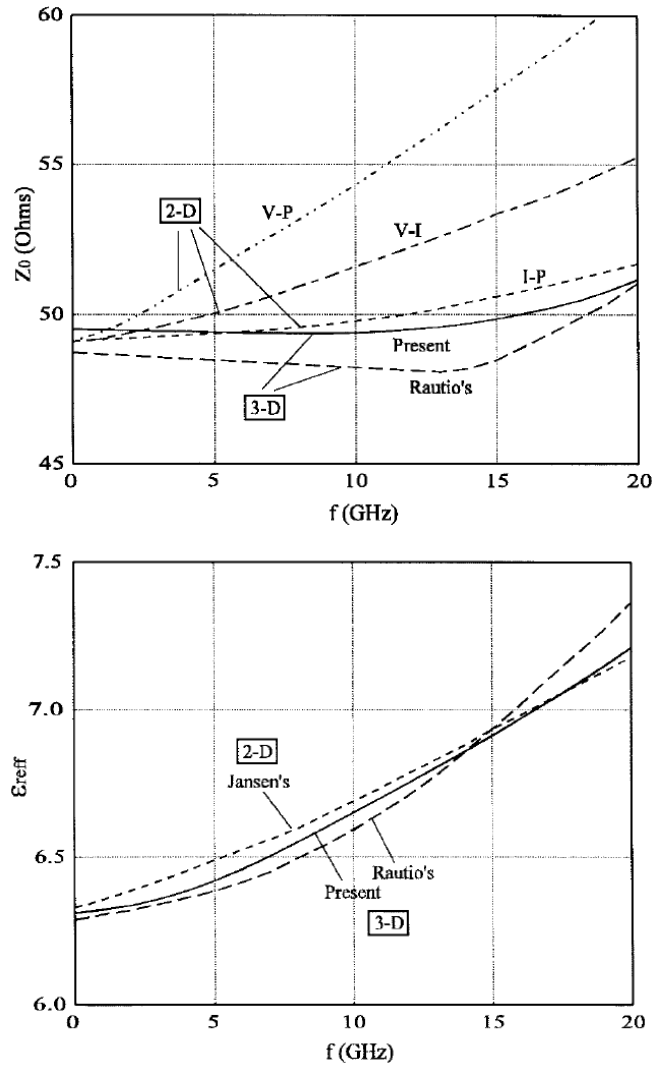 60
55
Z0 (Ohms)
2-D
V-P
V-I
I-P
50
Present
Rautio's
3-D
45
0
5
10
15
20
f (GHz)
7.5
7.0
2-D
εreff
Jansen's
6.5
Rautio's
Present
3-D
6.0
0
5
10
15
20
f (GHz)